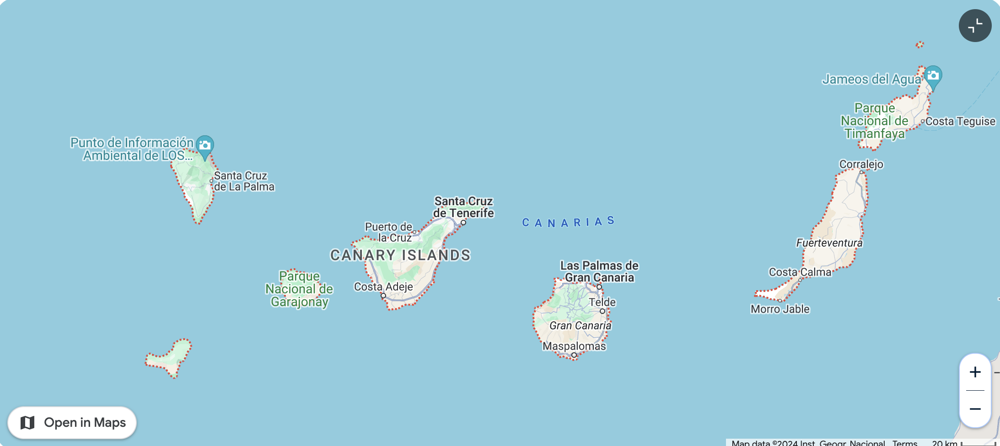 Jameos del Agua
Parque
Nacional de
Timanfaya
Costa Teguise
Punto de Información
Ambiental de LOS...
Santa Cruz
de La Palma
Corralejo
Santa Cruz
de Tenerife
Puerto de
la Cruz
CANARIAS
CANARY ISLANDS
Fuerteventura
Parque
Nacional de
Garajonay
Costa Adeje
Las Palmas de
Gran Canaria
Costa Calma
Telde
Morro Jable
Gran Canaria
Maspalomas
+
−
Open in Maps
Map data ©2024 Inst. Geogr. Nacional Terms 20 km